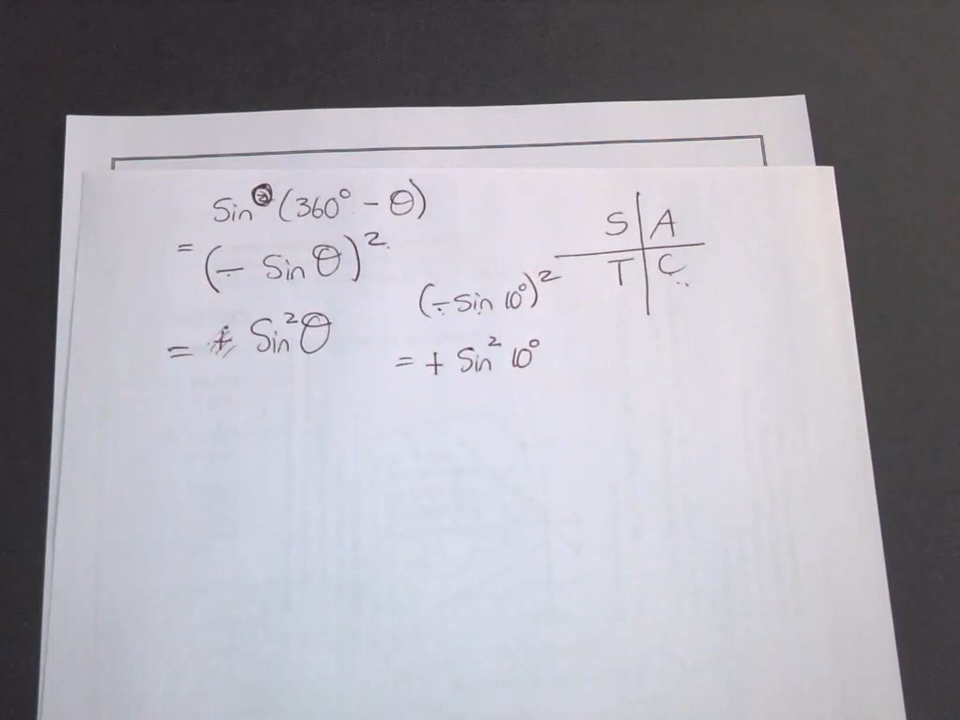 Sin²(360° - θ)
= (- Sin θ)²
= + Sin²θ
(- Sin 10°)²
= + Sin² 10°
S A
T C